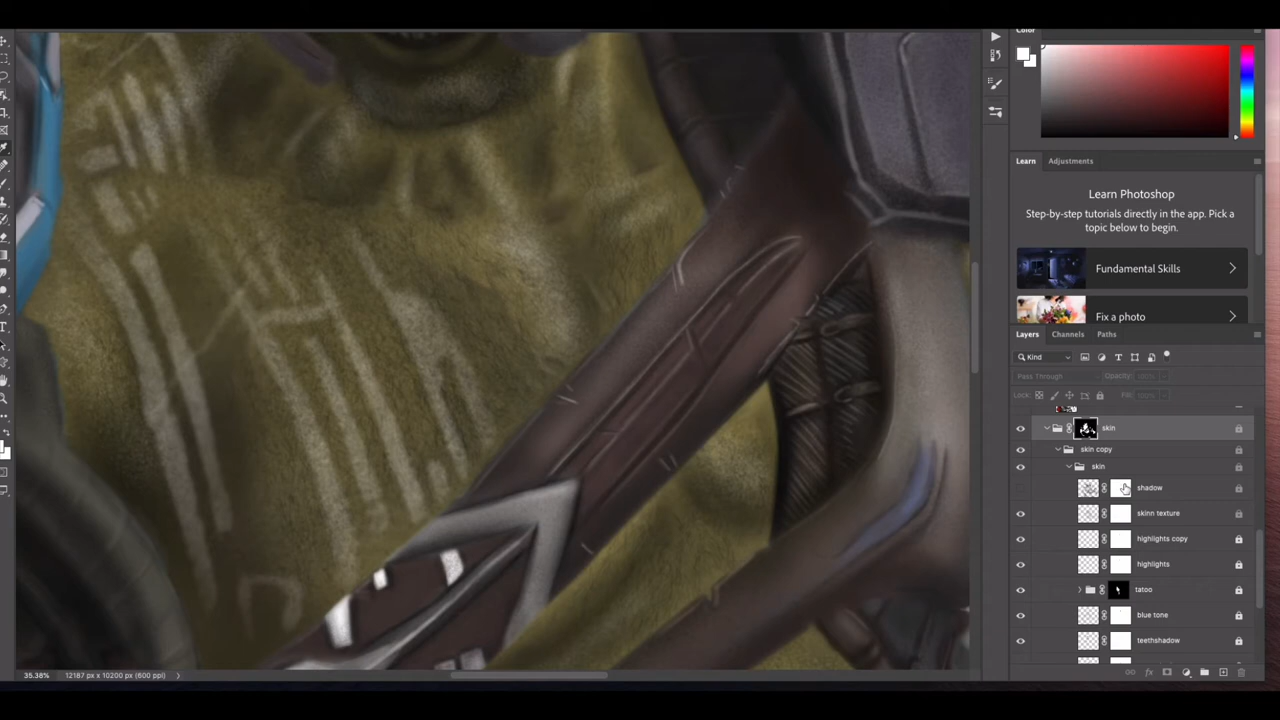 Color
Learn Adjustments
Learn Photoshop
Step-by-step tutorials directly in the app. Pick a
topic below to begin.
Fundamental Skills
Fix a photo
Layers Channels Paths
Kind
Pass Through Opacity:
Lock: Fill:
skin
skin copy
skin
shadow
skinn texture
highlights copy
highlights
tatoo
blue tone
teethshadow
35.38% 12187 px x 10200 px (600 ppi)